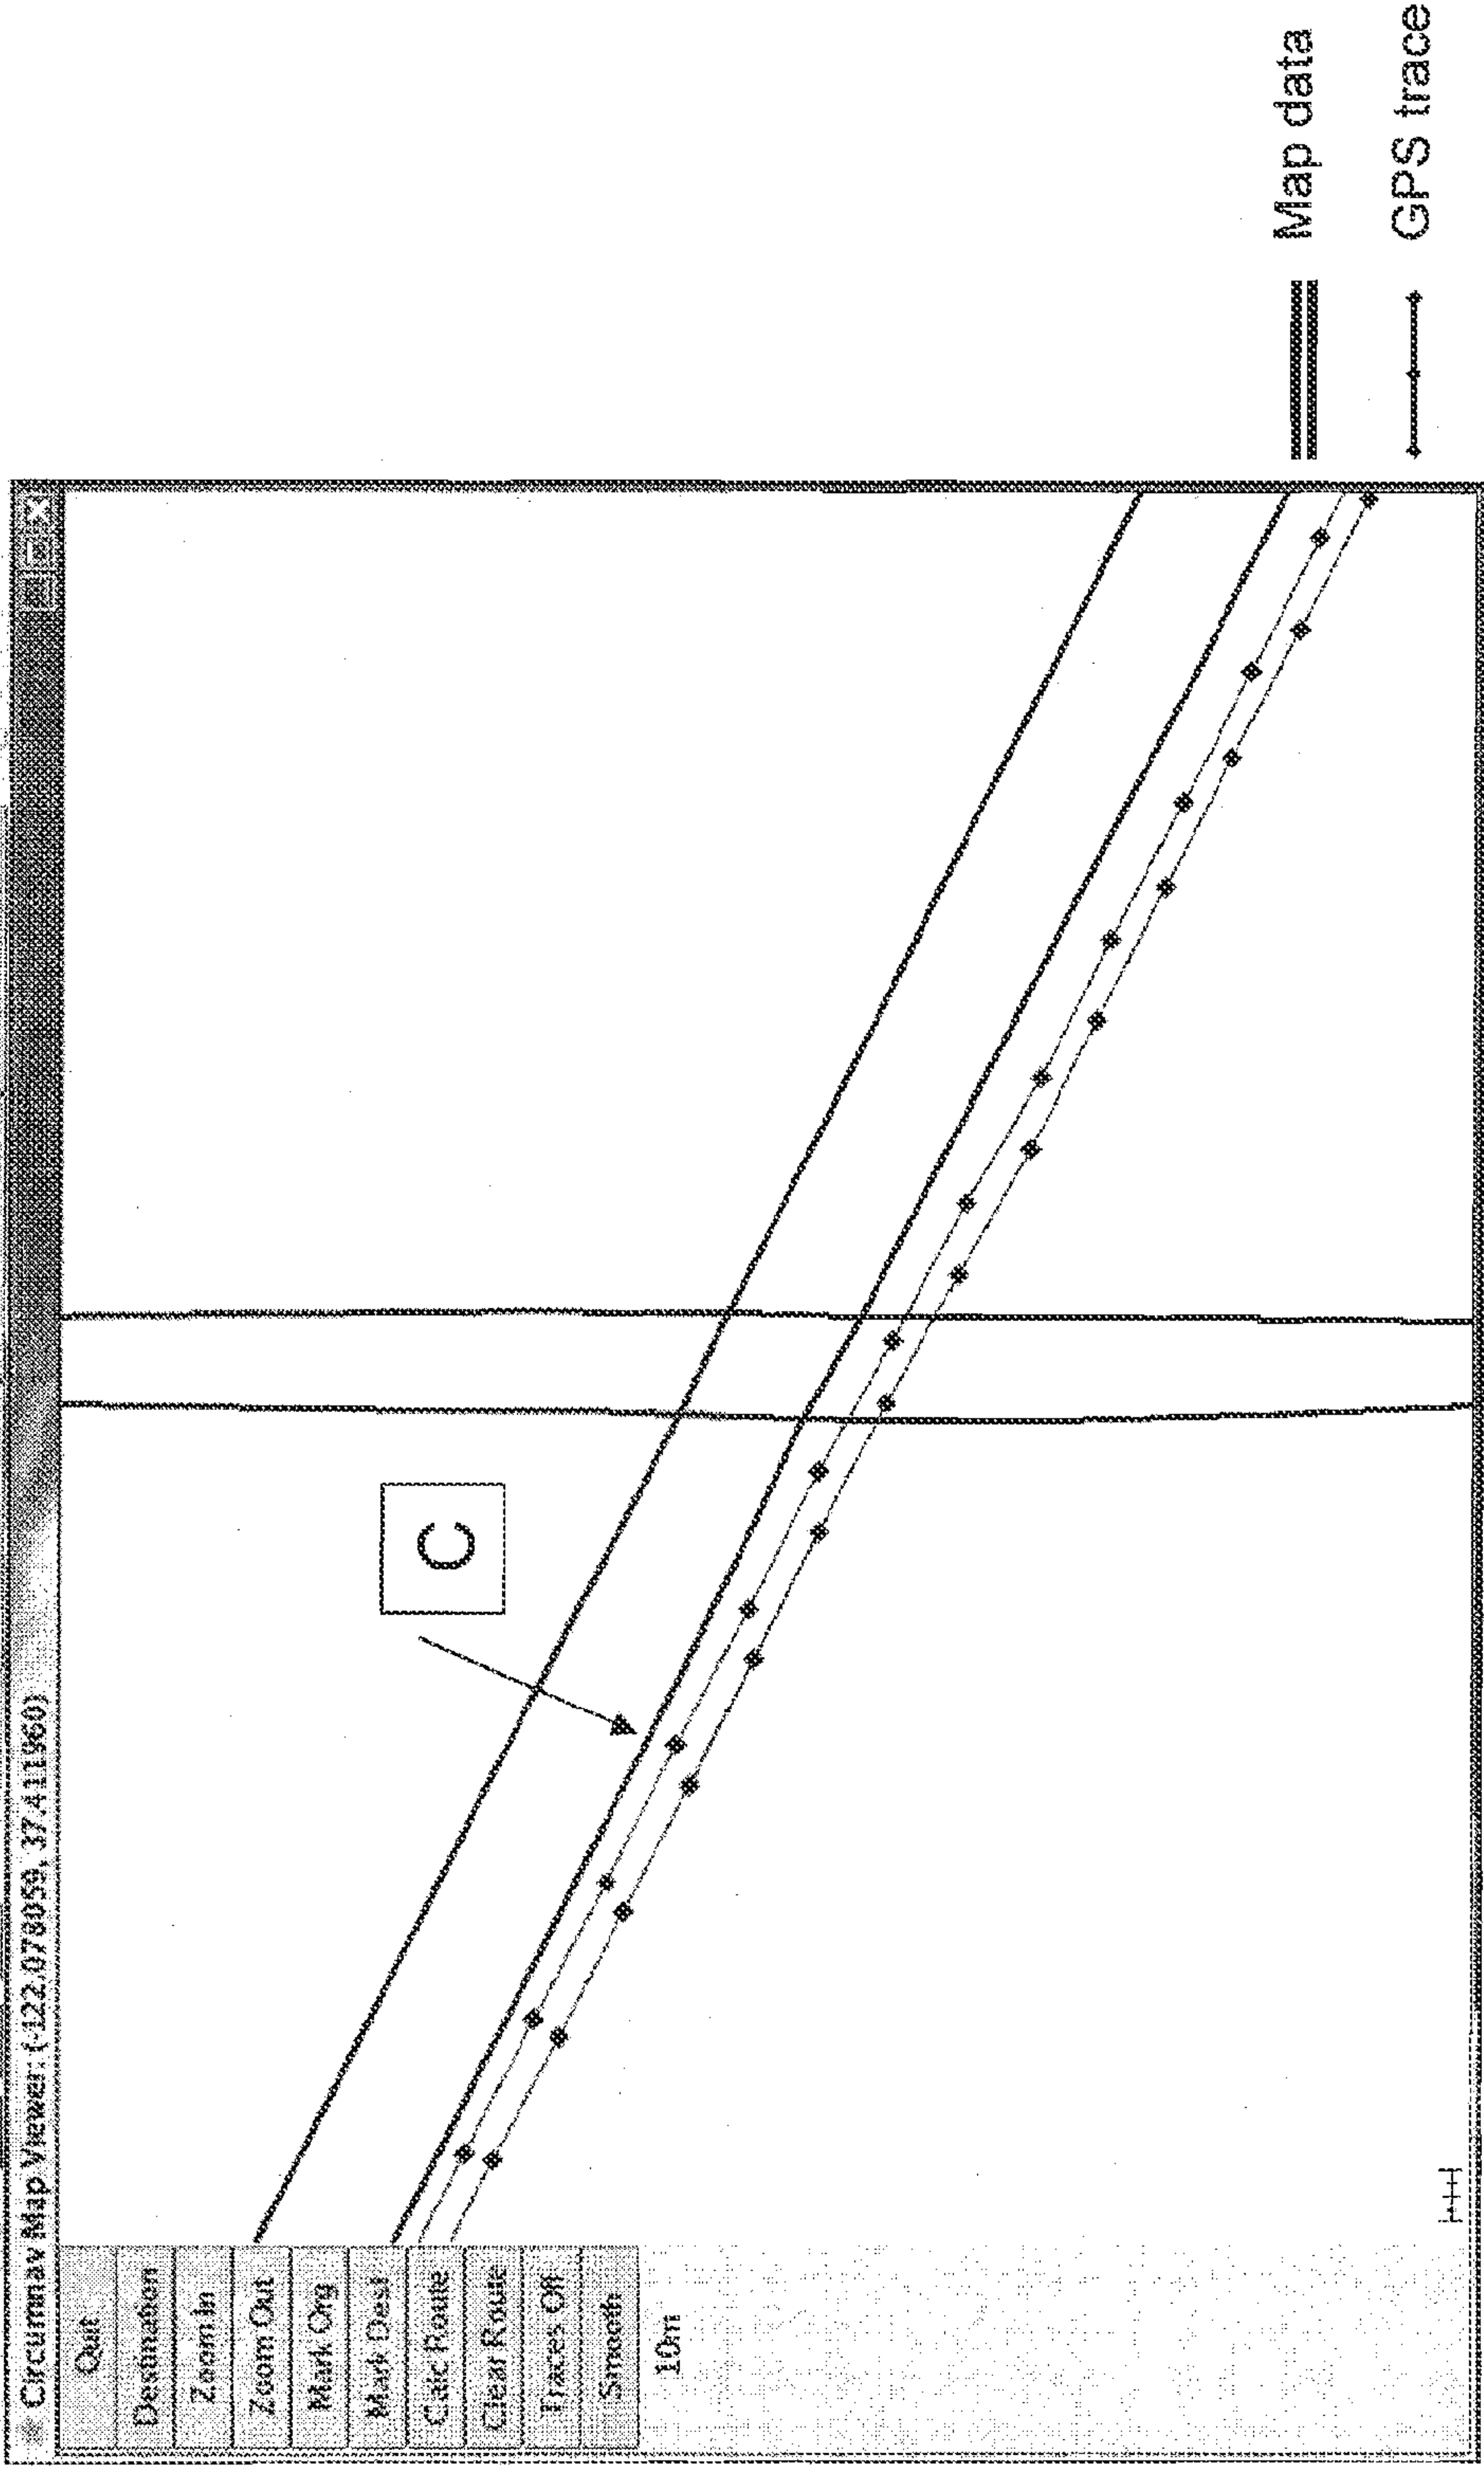 Circumnav Map Viewer: (-122.078059, 37.411960)
Quit
Destination
Zoom In
Zoom Out
Mark Org
Mark Dest
Calc Route
Clear Route
Traces Off
Smooth
10m
C
Map data
GPS trace